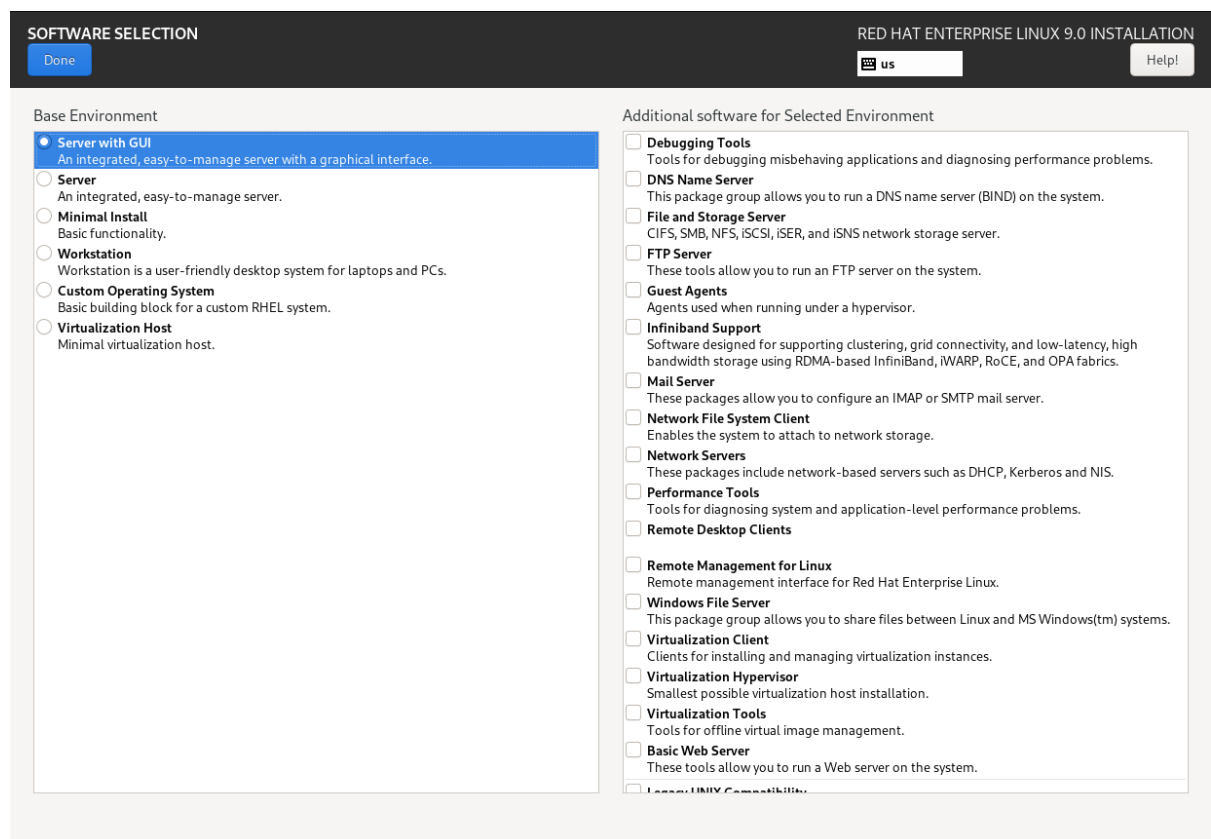 SOFTWARE SELECTION
Done
RED HAT ENTERPRISE LINUX 9.0 INSTALLATION
us
Help!
Base Environment
Server with GUI
An integrated, easy-to-manage server with a graphical interface.
Server
An integrated, easy-to-manage server.
Minimal Install
Basic functionality.
Workstation
Workstation is a user-friendly desktop system for laptops and PCs.
Custom Operating System
Basic building block for a custom RHEL system.
Virtualization Host
Minimal virtualization host.
Additional software for Selected Environment
Debugging Tools
Tools for debugging misbehaving applications and diagnosing performance problems.
DNS Name Server
This package group allows you to run a DNS name server (BIND) on the system.
File and Storage Server
CIFS, SMB, NFS, iSCSI, iSER, and iSNS network storage server.
FTP Server
These tools allow you to run an FTP server on the system.
Guest Agents
Agents used when running under a hypervisor.
Infiniband Support
Software designed for supporting clustering, grid connectivity, and low-latency, high
bandwidth storage using RDMA-based InfiniBand, iWARP, RoCE, and OPA fabrics.
Mail Server
These packages allow you to configure an IMAP or SMTP mail server.
Network File System Client
Enables the system to attach to network storage.
Network Servers
These packages include network-based servers such as DHCP, Kerberos and NIS.
Performance Tools
Tools for diagnosing system and application-level performance problems.
Remote Desktop Clients
Remote Management for Linux
Remote management interface for Red Hat Enterprise Linux.
Windows File Server
This package group allows you to share files between Linux and MS Windows(tm) systems.
Virtualization Client
Clients for installing and managing virtualization instances.
Virtualization Hypervisor
Smallest possible virtualization host installation.
Virtualization Tools
Tools for offline virtual image management.
Basic Web Server
These tools allow you to run a Web server on the system.
Legacy UNIX Compatibility